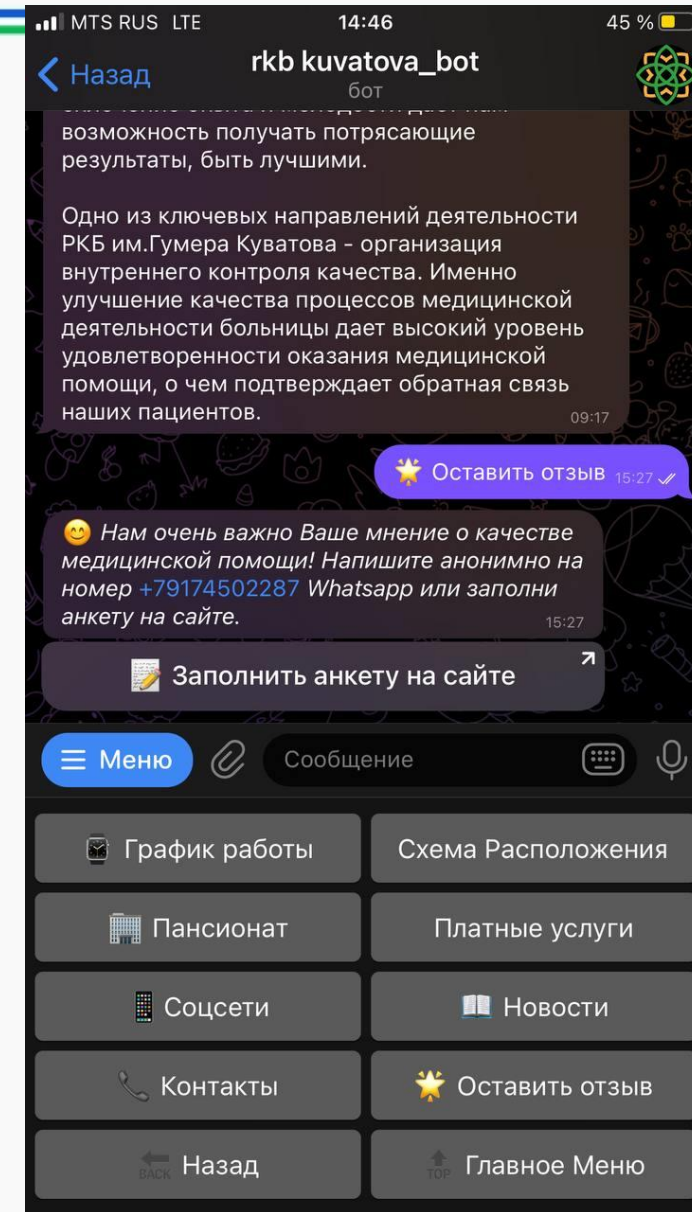 MTS RUS LTE 14:46 45 %
Назад rkb kuvatova_bot
бот
возможность получать потрясающие
результаты, быть лучшими.
Одно из ключевых направлений деятельности
РКБ им.Гумера Куватова - организация
внутреннего контроля качества. Именно
улучшение качества процессов медицинской
деятельности больницы дает высокий уровень
удовлетворенности оказания медицинской
помощи, о чем подтверждает обратная связь
наших пациентов. 09:17
🌟 Оставить отзыв 15:27
😊 Нам очень важно Ваше мнение о качестве
медицинской помощи! Напишите анонимно на
номер +79174502287 Whatsapp или заполни
анкету на сайте. 15:27
📝 Заполнить анкету на сайте
Меню Сообщение
График работы Схема Расположения
🏢 Пансионат Платные услуги
📱 Соцсети 📖 Новости
📞 Контакты 🌟 Оставить отзыв
🔙 Назад 🔝 Главное Меню